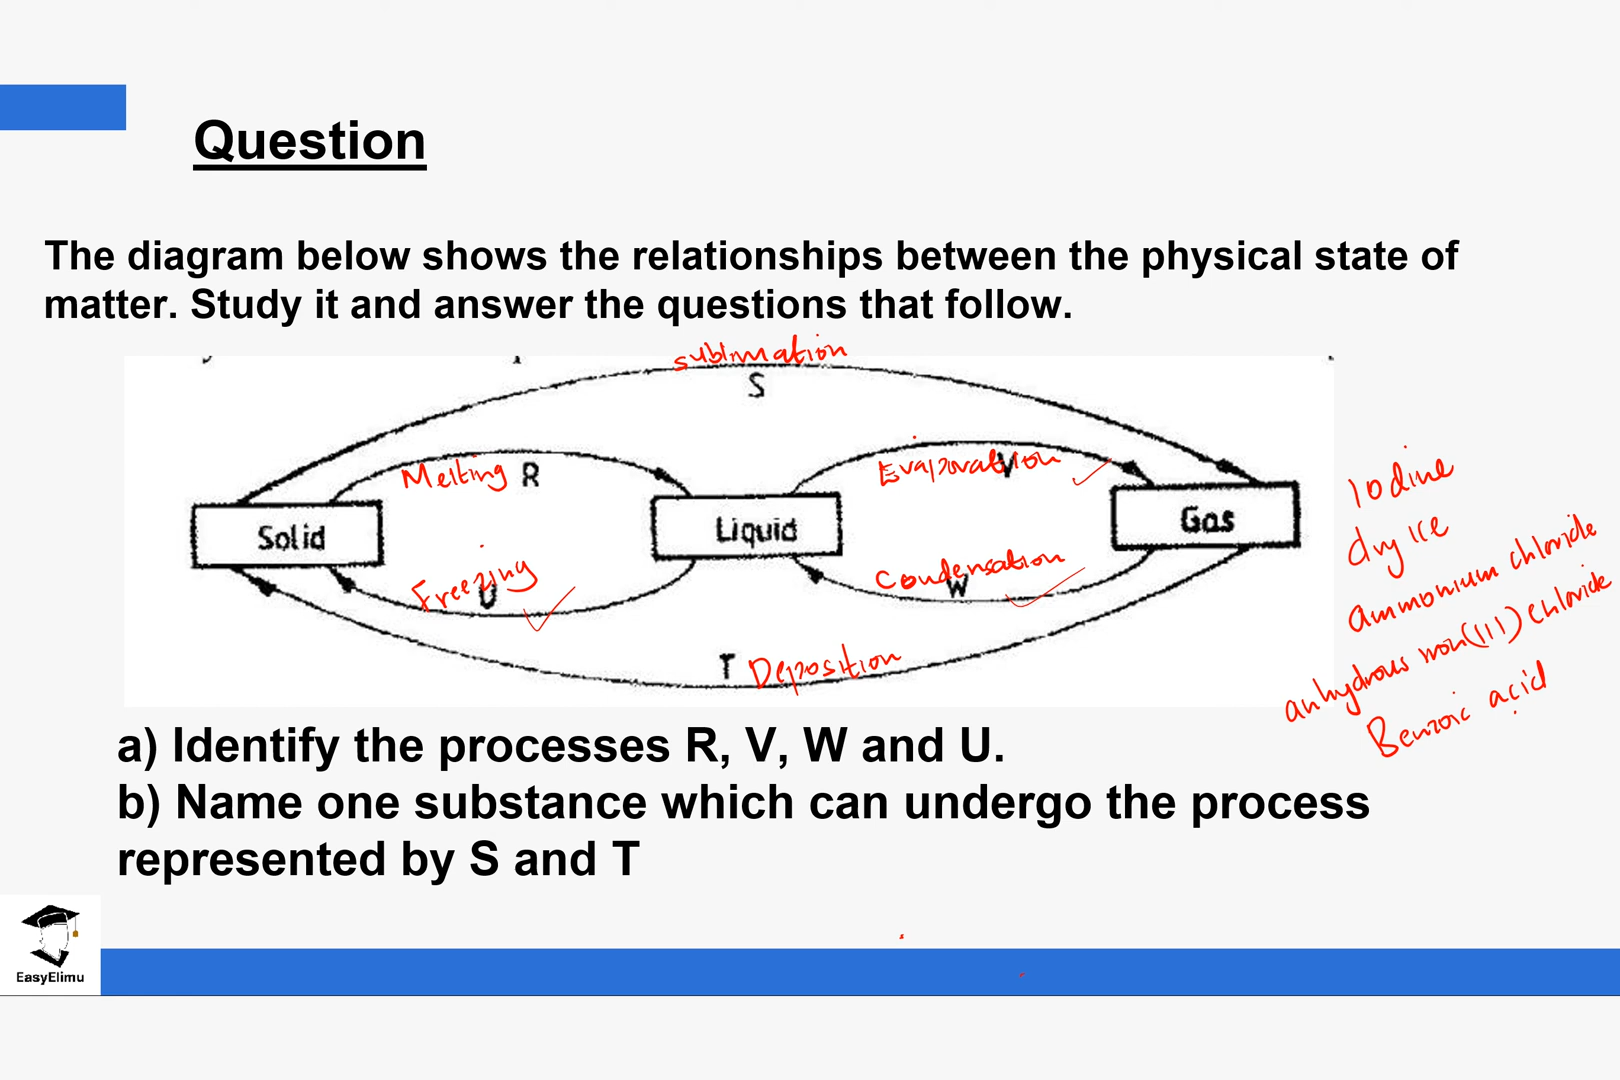 Question
The diagram below shows the relationships between the physical state of
matter. Study it and answer the questions that follow.
sublimation
S
Melting R
Evaporation V
Solid
Liquid
Gas
Freezing
U
Condensation
W
T Deposition
Iodine
dry ice
ammonium chloride
anhydrous iron(III) chloride
Benzoic acid
a) Identify the processes R, V, W and U.
b) Name one substance which can undergo the process
represented by S and T
EasyElimu